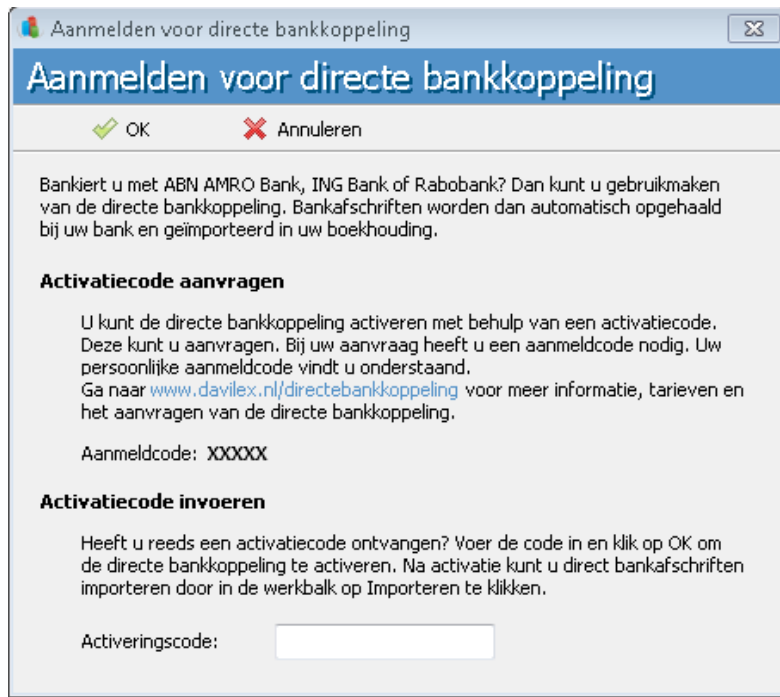 Aanmelden voor directe bankkoppeling
Aanmelden voor directe bankkoppeling
OK Annuleren
Bankiert u met ABN AMRO Bank, ING Bank of Rabobank? Dan kunt u gebruikmaken
van de directe bankkoppeling. Bankafschriften worden dan automatisch opgehaald
bij uw bank en geïmporteerd in uw boekhouding.
Activatiecode aanvragen
U kunt de directe bankkoppeling activeren met behulp van een activatiecode.
Deze kunt u aanvragen. Bij uw aanvraag heeft u een aanmeldcode nodig. Uw
persoonlijke aanmeldcode vindt u onderstaand.
Ga naar www.davilex.nl/directebankkoppeling voor meer informatie, tarieven en
het aanvragen van de directe bankkoppeling.
Aanmeldcode: XXXXX
Activatiecode invoeren
Heeft u reeds een activatiecode ontvangen? Voer de code in en klik op OK om
de directe bankkoppeling te activeren. Na activatie kunt u direct bankafschriften
importeren door in de werkbalk op Importeren te klikken.
Activeringscode: